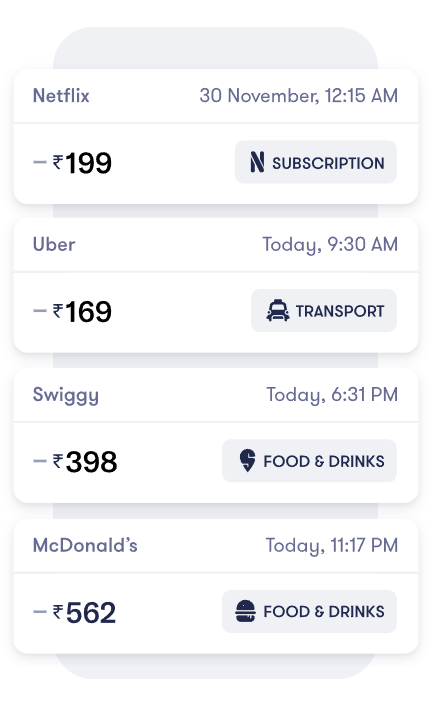 Netflix 30 November, 12:15 AM
– ₹199 SUBSCRIPTION
Uber Today, 9:30 AM
– ₹169 TRANSPORT
Swiggy Today, 6:31 PM
– ₹398 FOOD & DRINKS
McDonald’s Today, 11:17 PM
– ₹562 FOOD & DRINKS